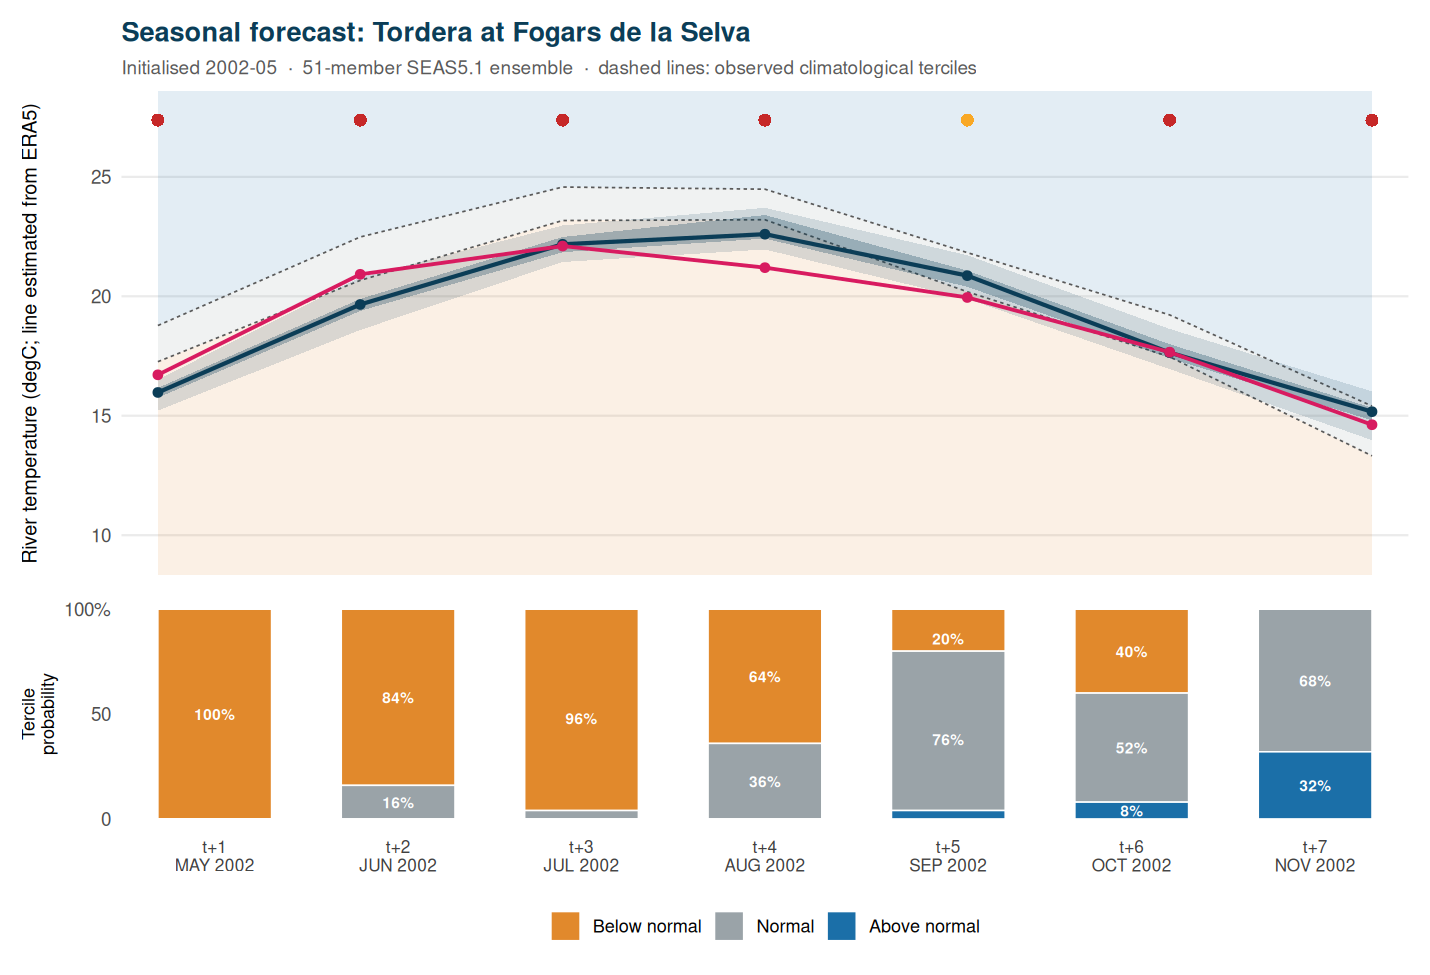 Seasonal forecast: Tordera at Fogars de la Selva
Initialised 2002-05 · 51-member SEAS5.1 ensemble · dashed lines: observed climatological terciles
River temperature (degC; line estimated from ERA5)
25
20
15
10
Tercile
probability
100%
50
0
100%
84%
16%
96%
64%
36%
20%
76%
40%
52%
8%
68%
32%
t+1
MAY 2002
t+2
JUN 2002
t+3
JUL 2002
t+4
AUG 2002
t+5
SEP 2002
t+6
OCT 2002
t+7
NOV 2002
Below normal
Normal
Above normal